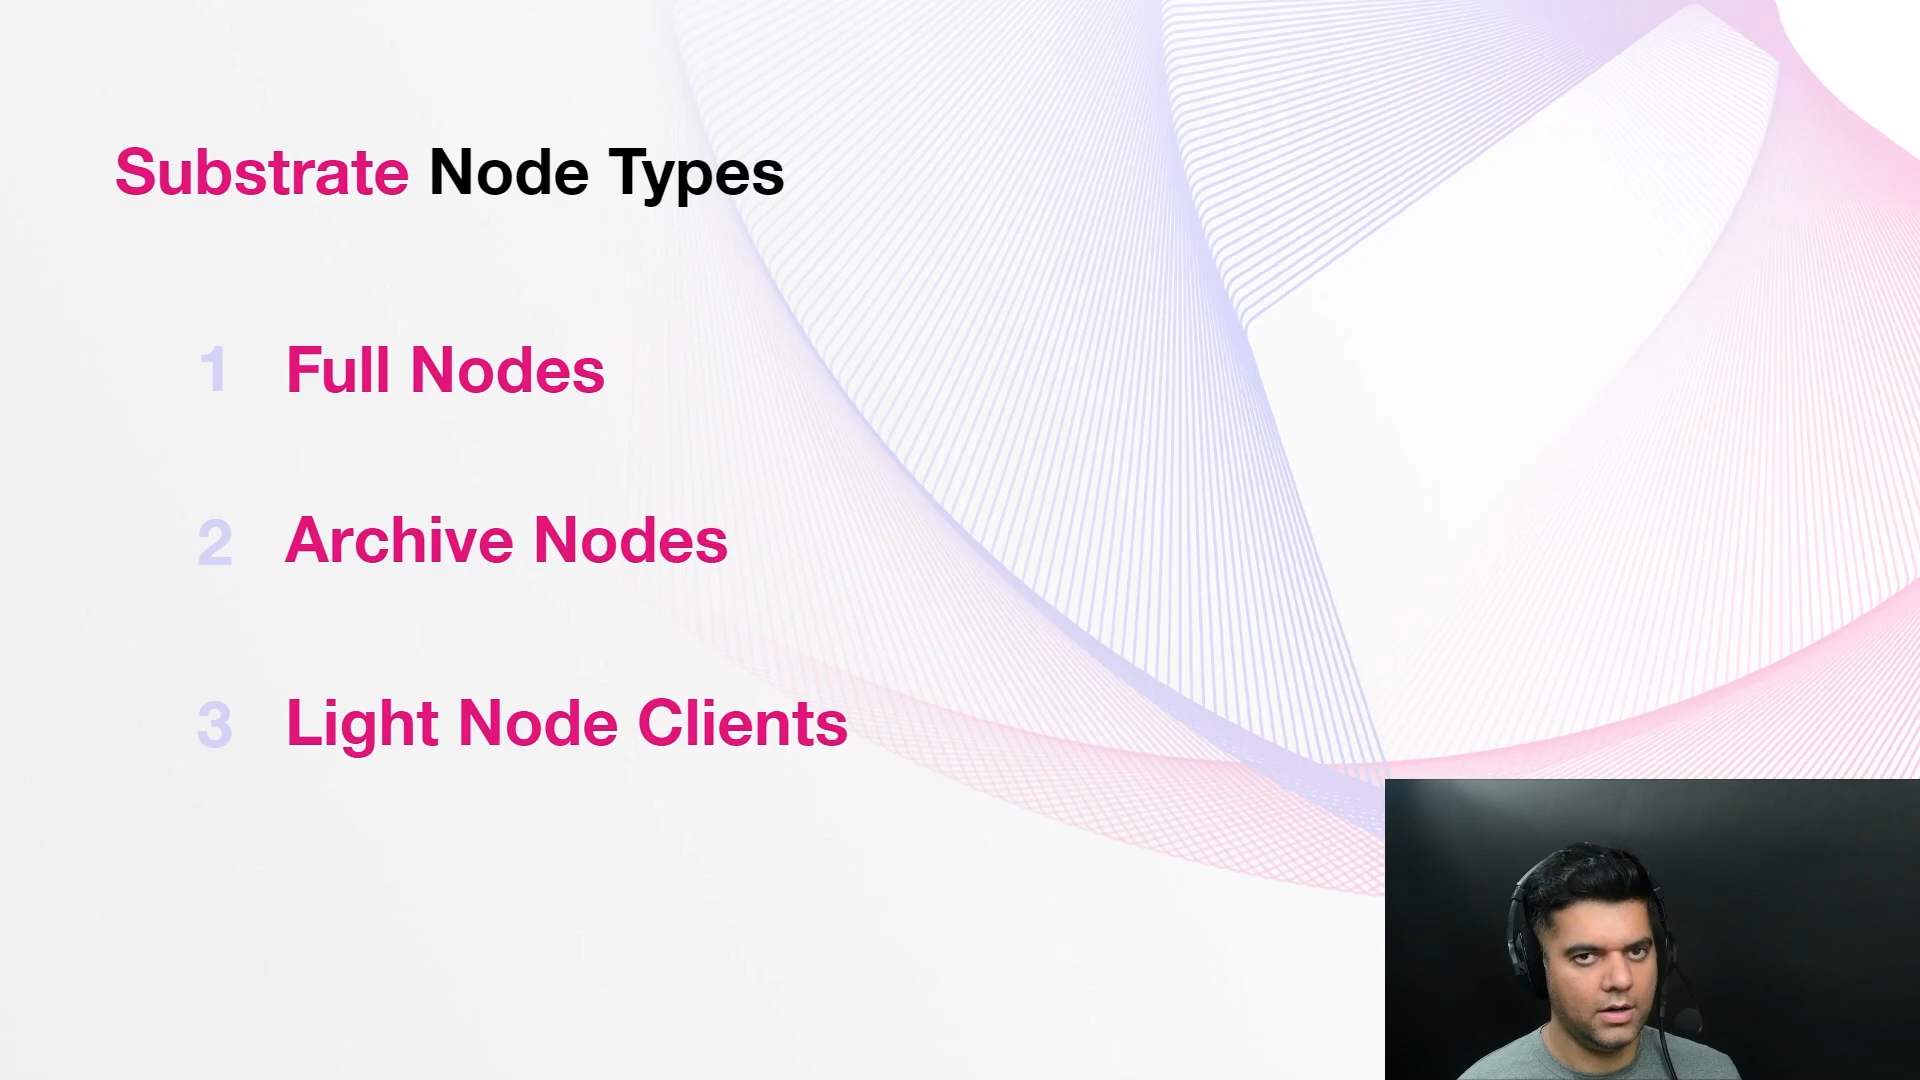 Substrate Node Types
1 Full Nodes
2 Archive Nodes
3 Light Node Clients